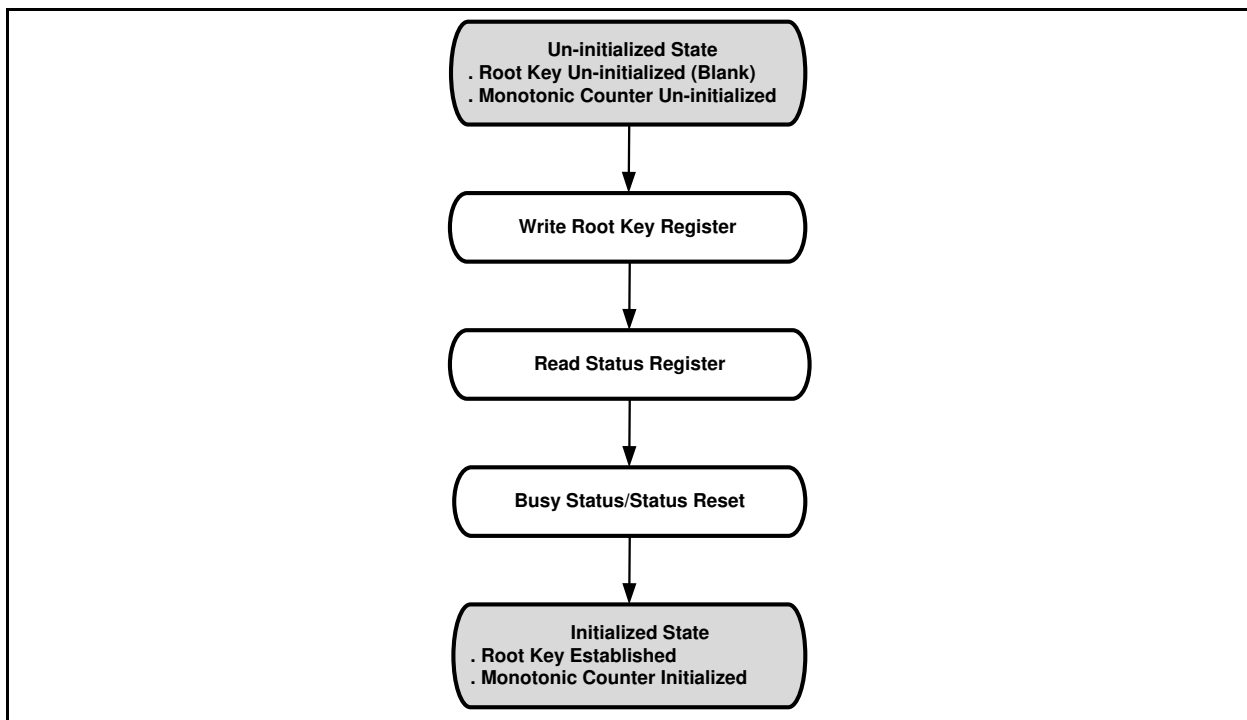 Un-initialized State
. Root Key Un-initialized (Blank)
. Monotonic Counter Un-initialized
Write Root Key Register
Read Status Register
Busy Status/Status Reset
Initialized State
. Root Key Established
. Monotonic Counter Initialized